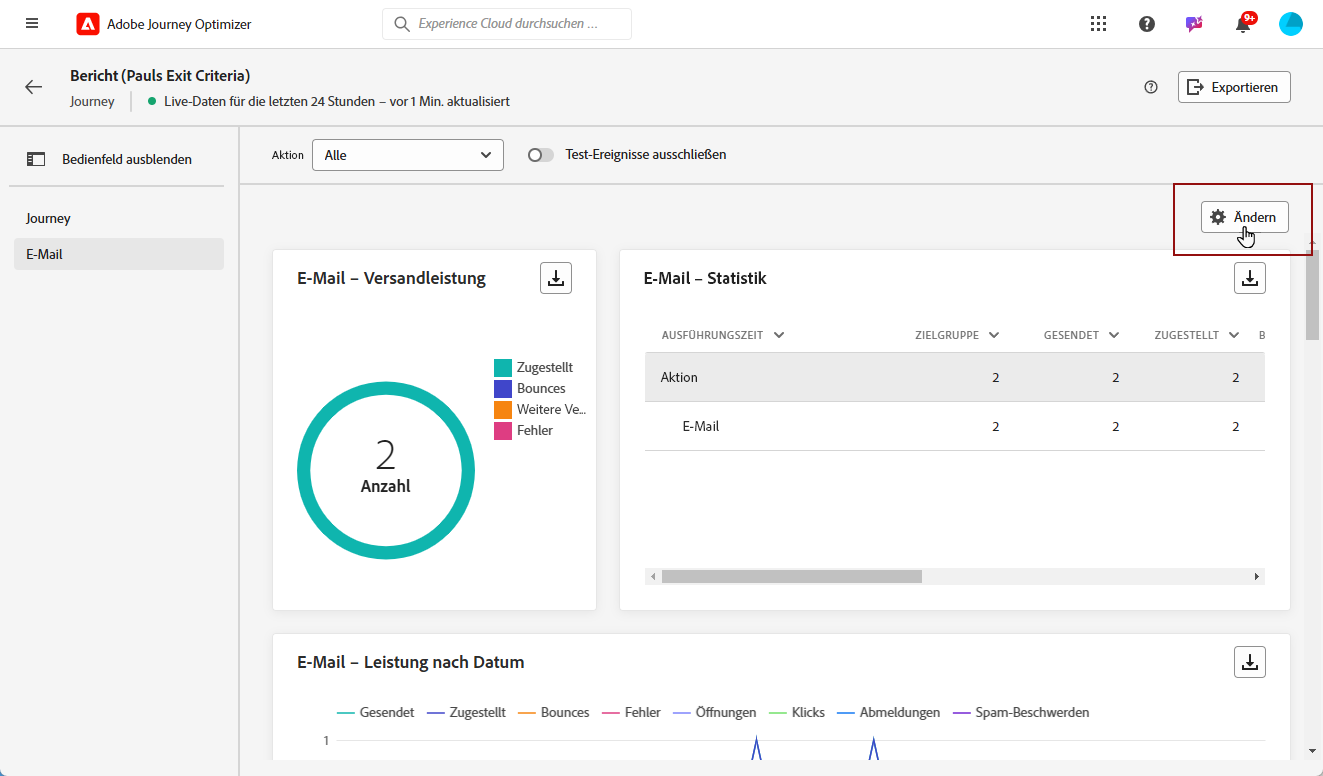 Adobe Journey Optimizer
Experience Cloud durchsuchen ...
9+
Bericht (Pauls Exit Criteria)
Journey
Live-Daten für die letzten 24 Stunden – vor 1 Min. aktualisiert
Exportieren
Bedienfeld ausblenden
Aktion
Alle
Test-Ereignisse ausschließen
Journey
E-Mail
Ändern
E-Mail – Versandleistung
Zugestellt
Bounces
Weitere Ve...
Fehler
2
Anzahl
E-Mail – Statistik
AUSFÜHRUNGSZEIT ZIELGRUPPE GESENDET ZUGESTELLT B
Aktion 2 2 2
E-Mail 2 2 2
E-Mail – Leistung nach Datum
Gesendet Zugestellt Bounces Fehler Öffnungen Klicks Abmeldungen Spam-Beschwerden
1